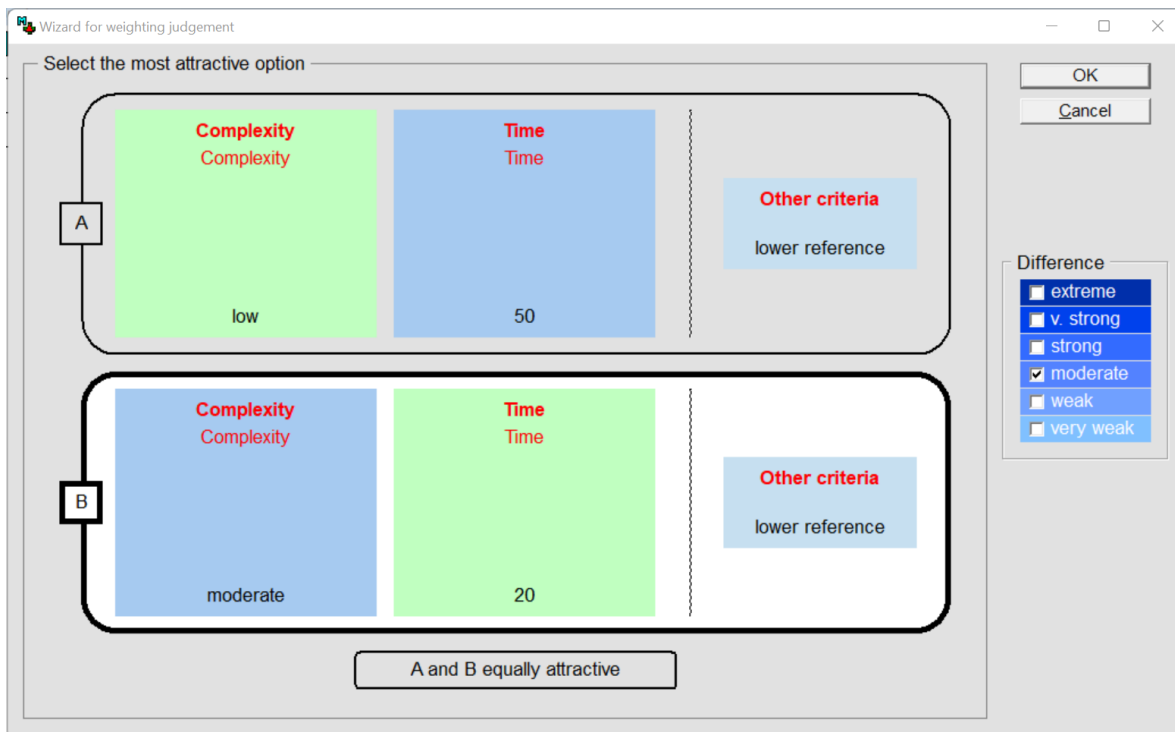 Wizard for weighting judgement
Select the most attractive option
OK
Cancel
A
Complexity
Complexity
low
Time
Time
50
Other criteria
lower reference
Difference
extreme
v. strong
strong
moderate
weak
very weak
B
Complexity
Complexity
moderate
Time
Time
20
Other criteria
lower reference
A and B equally attractive